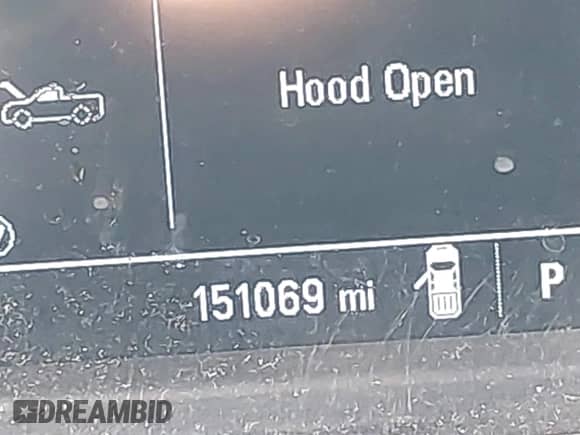 Hood Open
151069 mi
P
DREAMBID